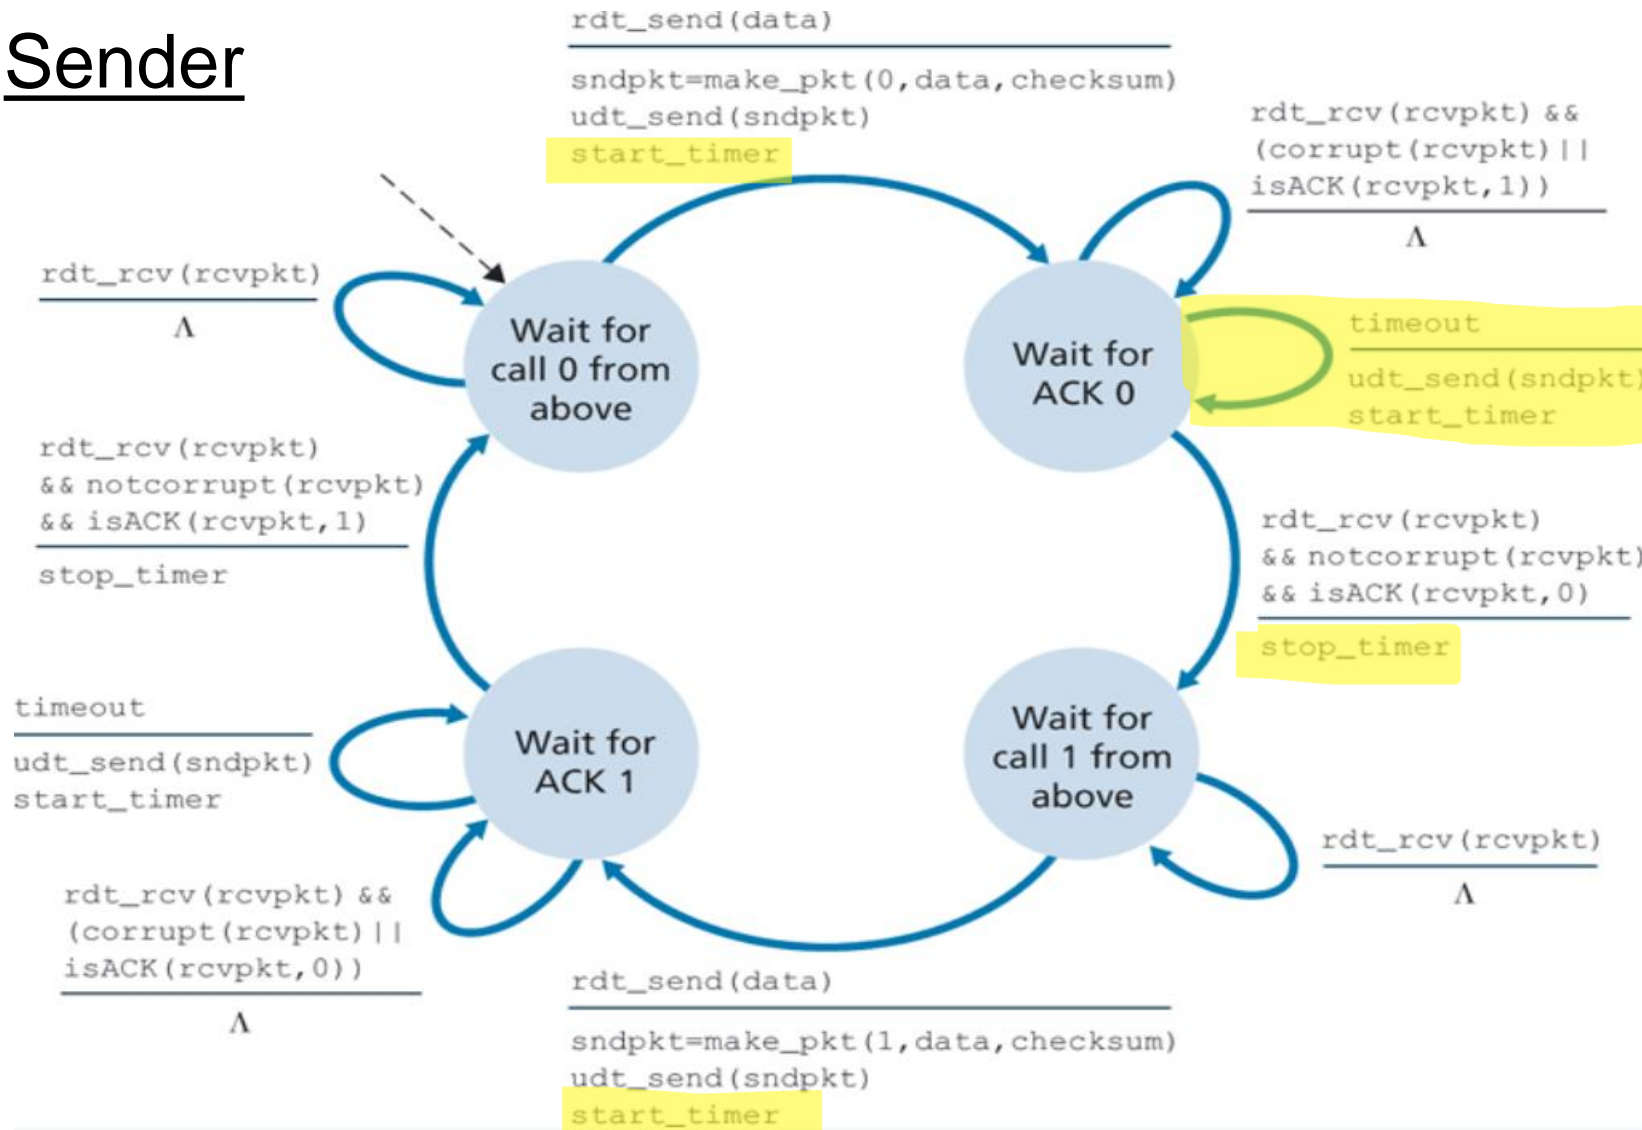 Sender
rdt_send(data)
sndpkt=make_pkt(0,data,checksum)
udt_send(sndpkt)
start_timer
rdt_rcv(rcvpkt) &&
(corrupt(rcvpkt)||
isACK(rcvpkt,1))
Λ
rdt_rcv(rcvpkt)
Λ
Wait for
call 0 from
above
Wait for
ACK 0
timeout
udt_send(sndpkt)
start_timer
rdt_rcv(rcvpkt)
&& notcorrupt(rcvpkt)
&& isACK(rcvpkt,1)
stop_timer
rdt_rcv(rcvpkt)
&& notcorrupt(rcvpkt)
&& isACK(rcvpkt,0)
stop_timer
timeout
udt_send(sndpkt)
start_timer
Wait for
ACK 1
Wait for
call 1 from
above
rdt_rcv(rcvpkt)
Λ
rdt_rcv(rcvpkt) &&
(corrupt(rcvpkt)||
isACK(rcvpkt,0))
Λ
rdt_send(data)
sndpkt=make_pkt(1,data,checksum)
udt_send(sndpkt)
start_timer